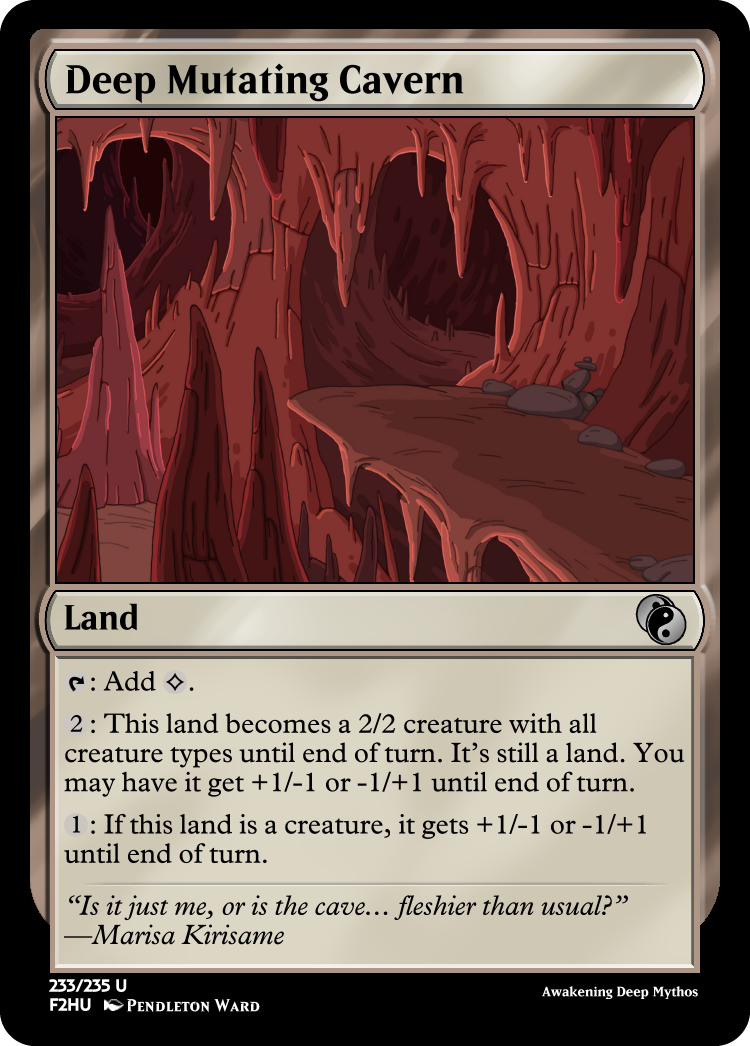 Deep Mutating Cavern
Land
: Add .
2: This land becomes a 2/2 creature with all
creature types until end of turn. It's still a land. You
may have it get +1/-1 or -1/+1 until end of turn.
1: If this land is a creature, it gets +1/-1 or -1/+1
until end of turn.
“Is it just me, or is the cave… fleshier than usual?”
—Marisa Kirisame
233/235 U
F2HU Pendleton Ward
Awakening Deep Mythos